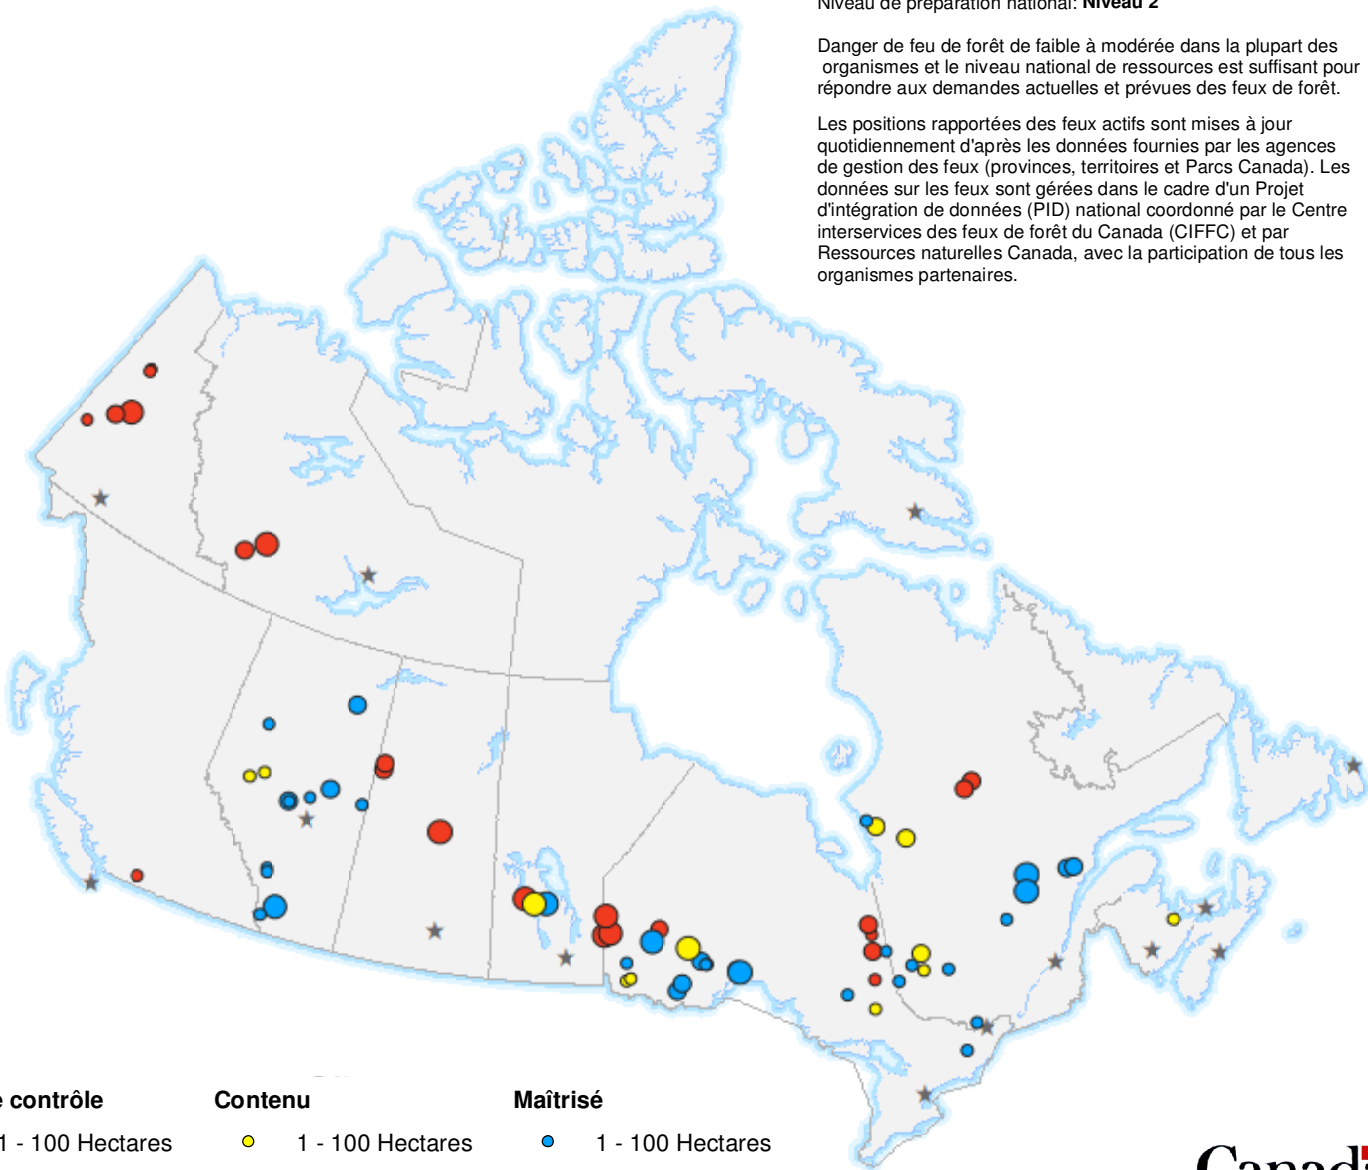 Niveau de préparation national: Niveau 2
Danger de feu de forêt de faible à modérée dans la plupart des
organismes et le niveau national de ressources est suffisant pour
répondre aux demandes actuelles et prévues des feux de forêt.
Les positions rapportées des feux actifs sont mises à jour
quotidiennement d'après les données fournies par les agences
de gestion des feux (provinces, territoires et Parcs Canada). Les
données sur les feux sont gérées dans le cadre d'un Projet
d'intégration de données (PID) national coordonné par le Centre
interservices des feux de forêt du Canada (CIFFC) et par
Ressources naturelles Canada, avec la participation de tous les
organismes partenaires.
contrôle Contenu Maîtrisé
1 - 100 Hectares 1 - 100 Hectares 1 - 100 Hectares